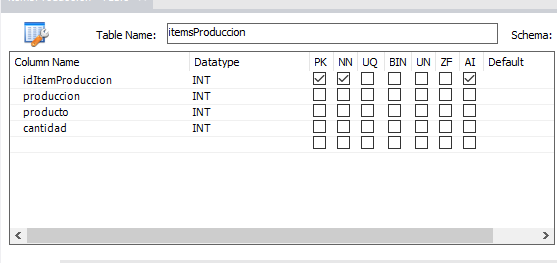 Table Name: itemsProduccion Schema:
Column Name Datatype PK NN UQ BIN UN ZF AI Default
idItemProduccion INT
produccion INT
producto INT
cantidad INT